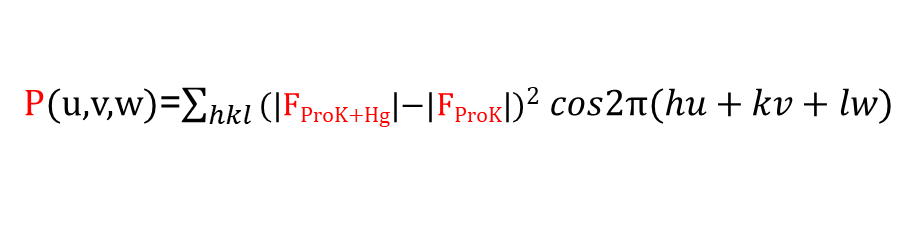 P(u,v,w)=∑hkl (|FProK+Hg|−|FProK|)² cos2π(hu + kv + lw)